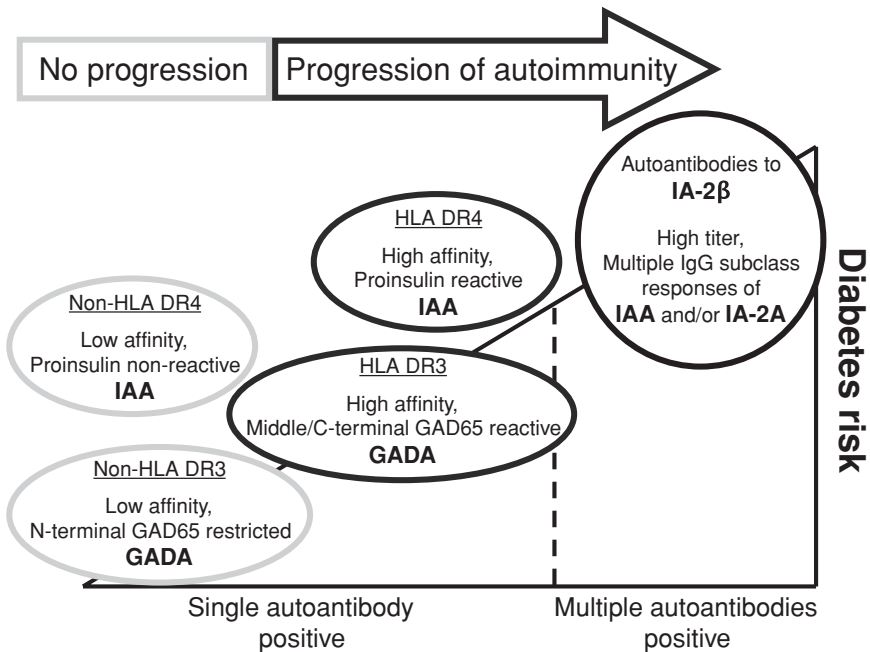 No progression
Progression of autoimmunity
Autoantibodies to
IA-2β
High titer,
Multiple IgG subclass
responses of
IAA and/or IA-2A
HLA DR4
High affinity,
Proinsulin reactive
IAA
Non-HLA DR4
Low affinity,
Proinsulin non-reactive
IAA
HLA DR3
High affinity,
Middle/C-terminal GAD65 reactive
GADA
Non-HLA DR3
Low affinity,
N-terminal GAD65 restricted
GADA
Diabetes risk
Single autoantibody
positive
Multiple autoantibodies
positive